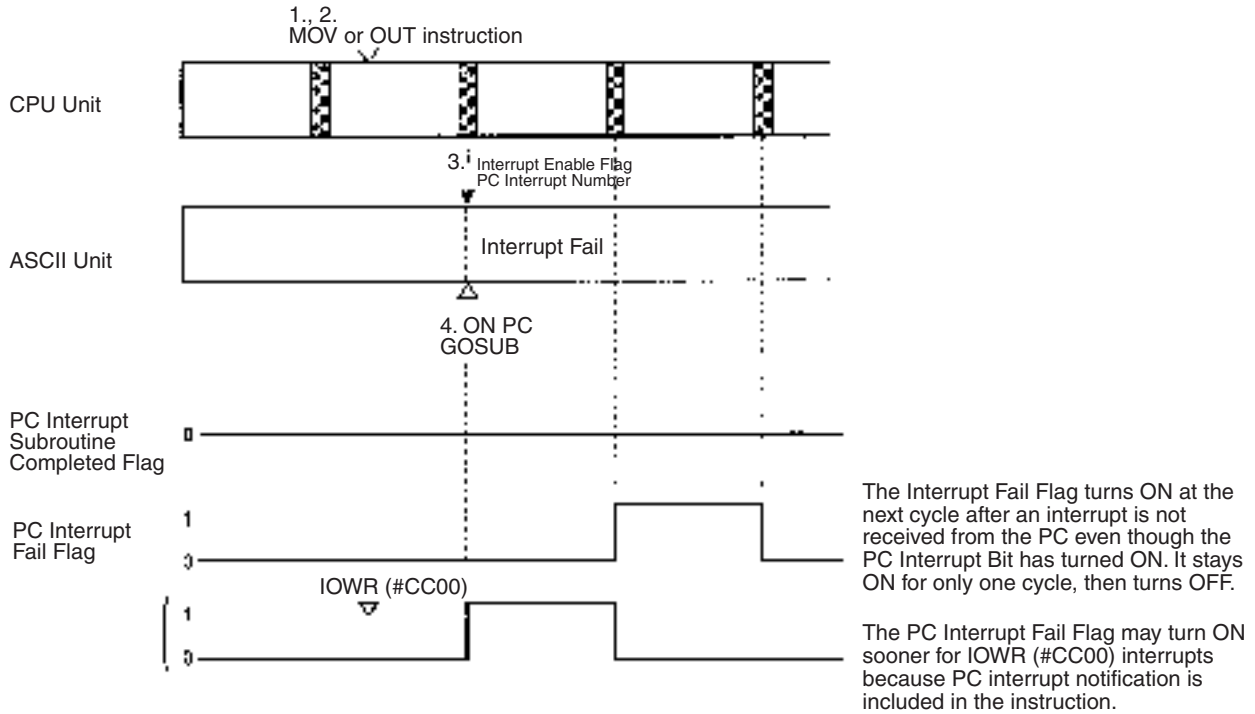 1., 2.
MOV or OUT instruction
CPU Unit
3. Interrupt Enable Flag
PC Interrupt Number
ASCII Unit
Interrupt Fail
4. ON PC
GOSUB
PC Interrupt
Subroutine
Completed Flag
0
PC Interrupt
Fail Flag
1
0
The Interrupt Fail Flag turns ON at the
next cycle after an interrupt is not
received from the PC even though the
PC Interrupt Bit has turned ON. It stays
ON for only one cycle, then turns OFF.
IOWR (#CC00)
1
0
The PC Interrupt Fail Flag may turn ON
sooner for IOWR (#CC00) interrupts
because PC interrupt notification is
included in the instruction.